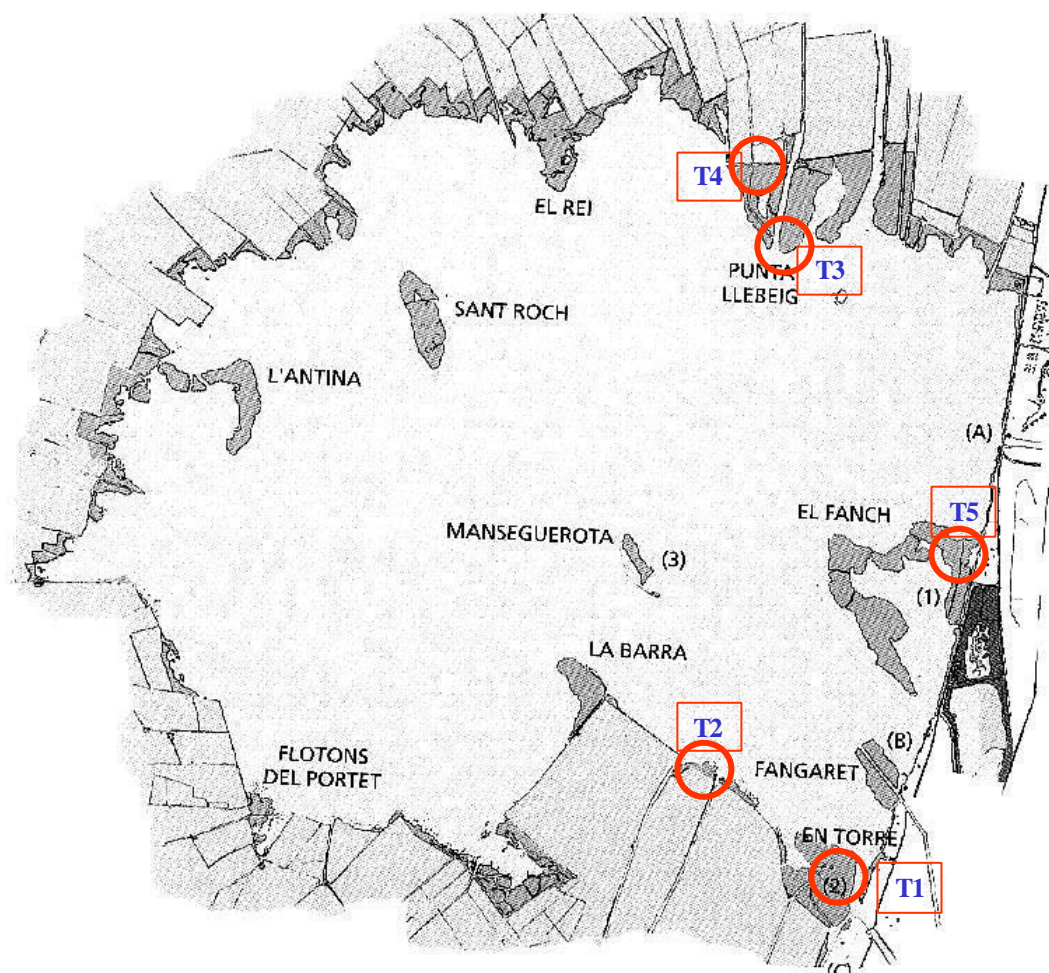 T4
EL REI
PUNTA
LLEBEIG
T3
SANT ROCH
L'ANTINA
(A)
T5
EL FANCH
MANSEGUEROTA
(3)
(1)
LA BARRA
T2
(B)
FLOTONS
DEL PORTET
FANGARET
EN TORRE
(2)
T1
(C)